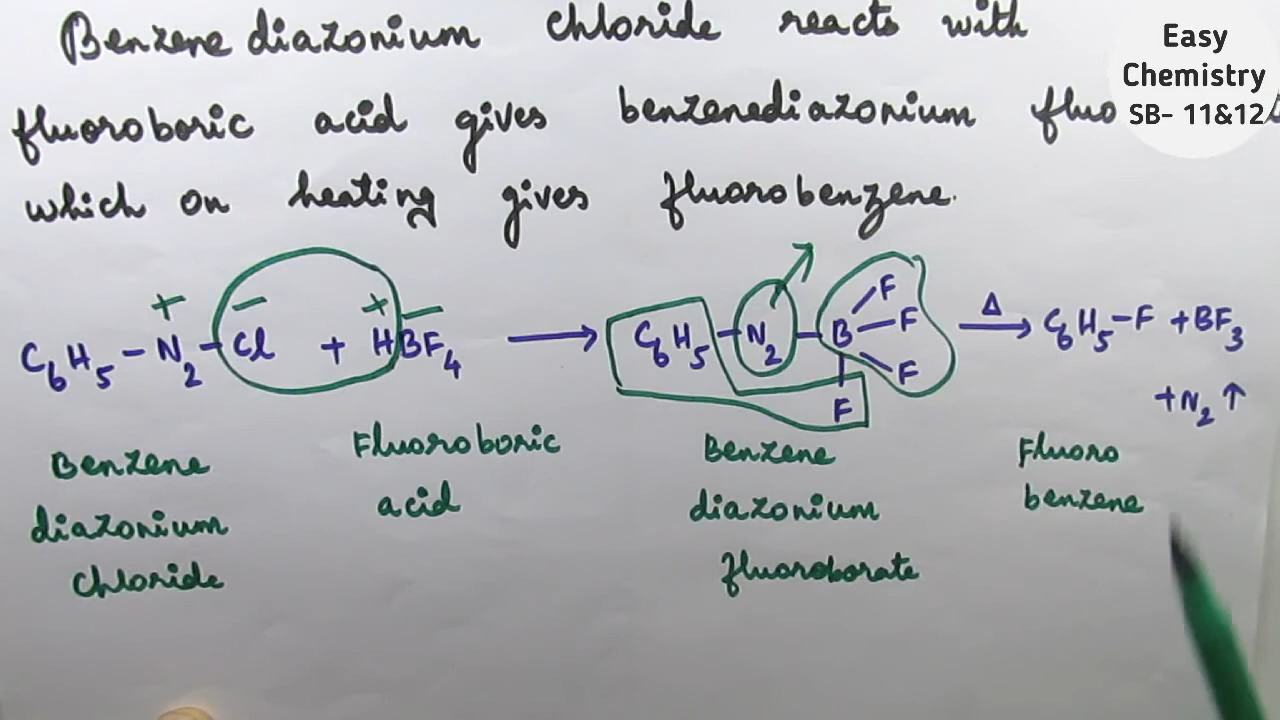 Benzene diazonium chloride reacts with
fluoroboric acid gives benzenediazonium fluo
which on heating gives fluorobenzene.
Easy
Chemistry
SB- 11&12
+ − + −
C6H5 − N2 − Cl + HBF4 ⟶ C6H5 − N2 − B − F F F F Δ⟶ C6H5 − F + BF3
+ N2 ↑
Benzene diazonium chloride
Fluoroboric acid
Benzene diazonium fluoroborate
Fluoro benzene